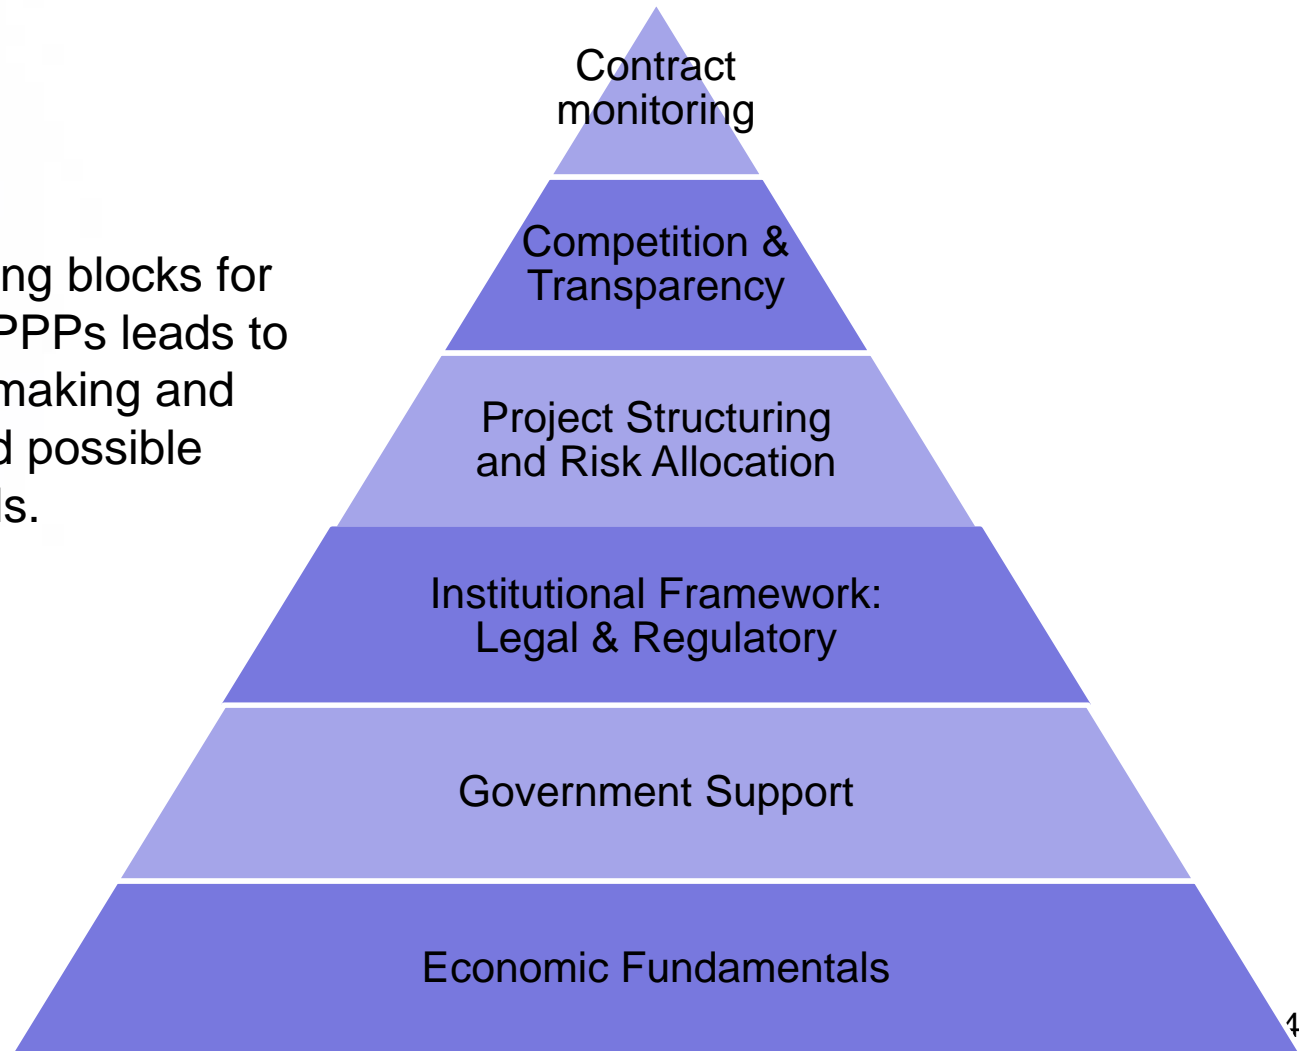 Contract
monitoring
Competition &
Transparency
ng blocks for
PPPs leads to
making and
d possible
s.
Project Structuring
and Risk Allocation
Institutional Framework:
Legal & Regulatory
Government Support
Economic Fundamentals
4